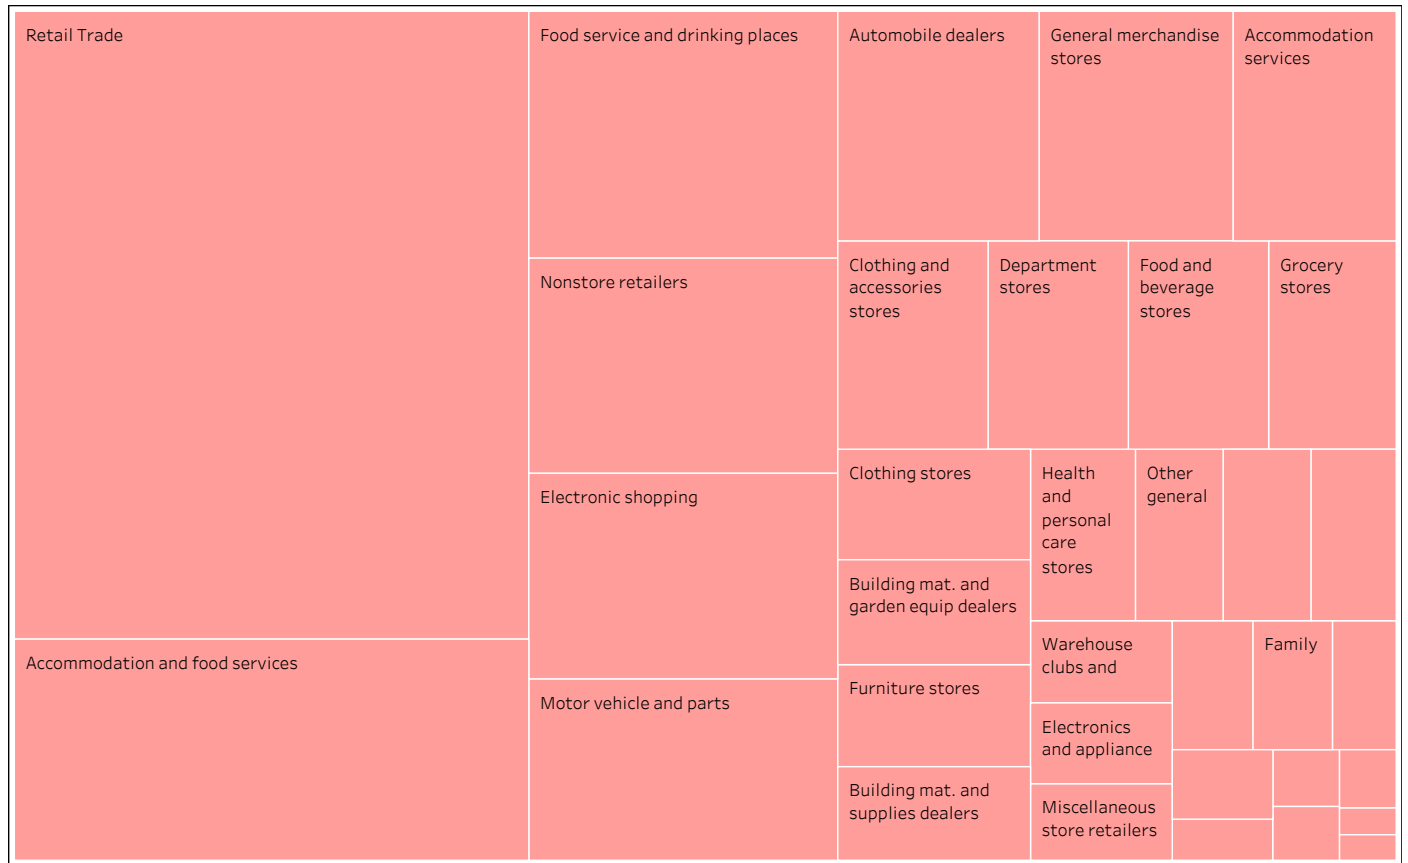 Retail Trade
Accommodation and food services
Food service and drinking places
Nonstore retailers
Electronic shopping
Motor vehicle and parts
Automobile dealers
General merchandise
stores
Accommodation
services
Clothing and
accessories
stores
Department
stores
Food and
beverage
stores
Grocery
stores
Clothing stores
Building mat. and
garden equip dealers
Furniture stores
Building mat. and
supplies dealers
Health
and
personal
care
stores
Other
general
Warehouse
clubs and
Electronics
and appliance
Miscellaneous
store retailers
Family